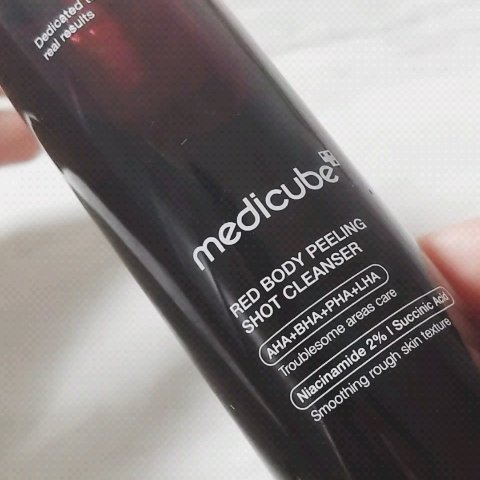 Dedicated t
real results
medicube
RED BODY PEELING
SHOT CLEANSER
AHA+BHA+PHA+LHA
Troublesome areas care
Niacinamide 2% | Succinic Acid
Smoothing rough skin texture